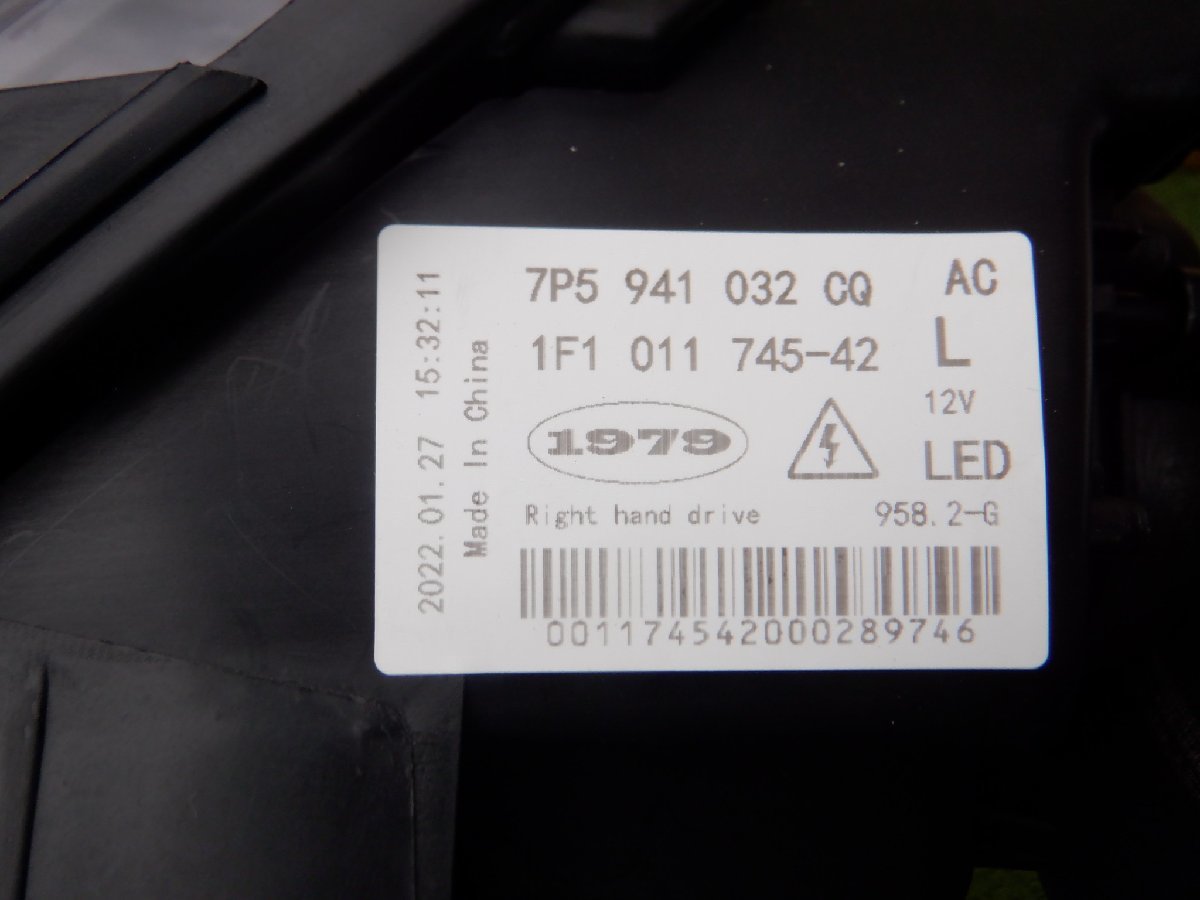 7P5 941 032 CQ
AC
1F1 011 745-42
L
12V
1979
LED
Right hand drive
958.2-G
001174542000289746
2022.01.27 15:32:11
Made In China